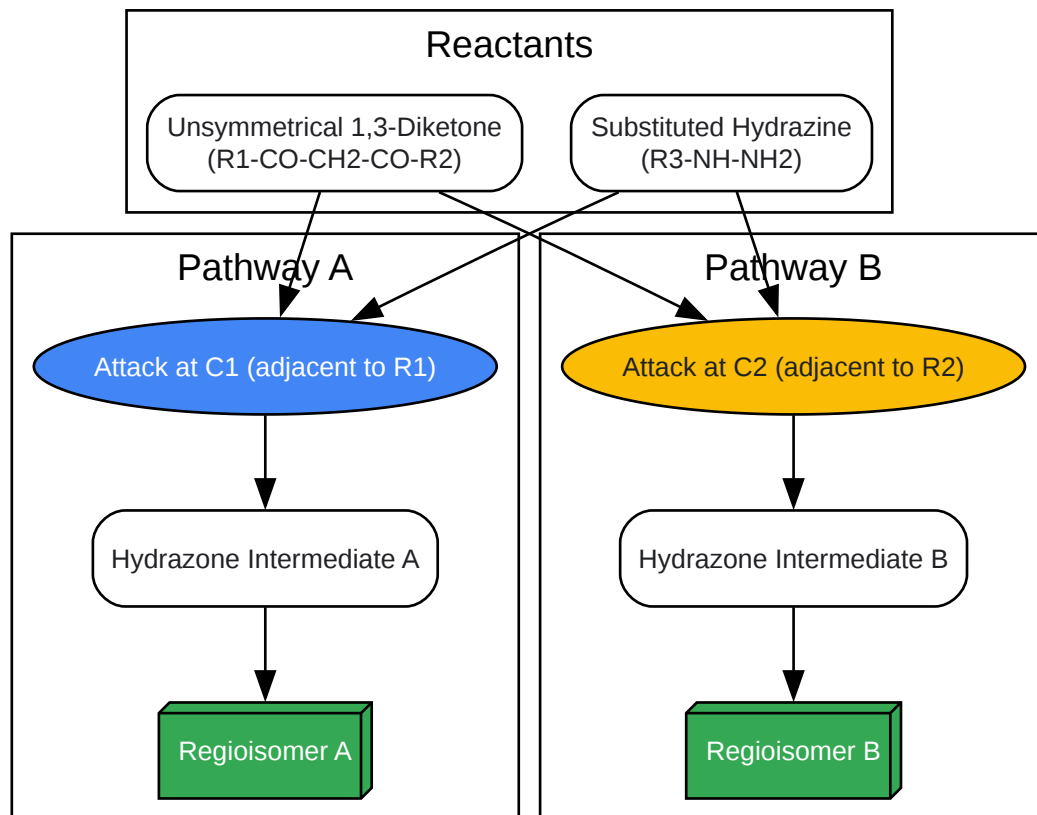 Reactants
Unsymmetrical 1,3-Diketone
(R1-CO-CH2-CO-R2)
Substituted Hydrazine
(R3-NH-NH2)
Pathway A
Attack at C1 (adjacent to R1)
Hydrazone Intermediate A
Regioisomer A
Pathway B
Attack at C2 (adjacent to R2)
Hydrazone Intermediate B
Regioisomer B